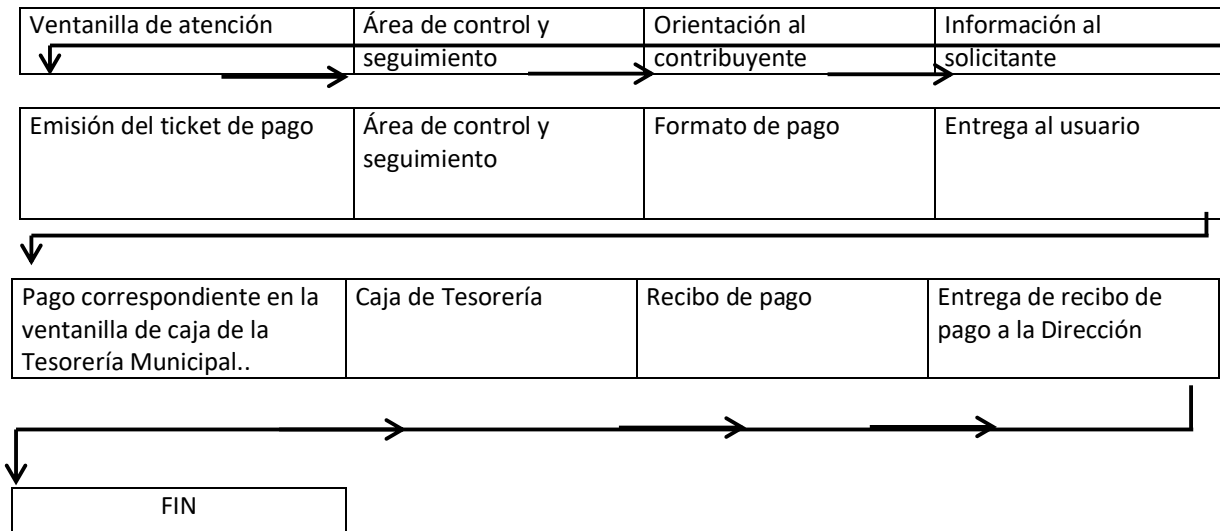 Ventanilla de atención
Área de control y
seguimiento
Orientación al
contribuyente
Información al
solicitante
Emisión del ticket de pago
Área de control y
seguimiento
Formato de pago
Entrega al usuario
Pago correspondiente en la
ventanilla de caja de la
Tesorería Municipal..
Caja de Tesorería
Recibo de pago
Entrega de recibo de
pago a la Dirección
FIN